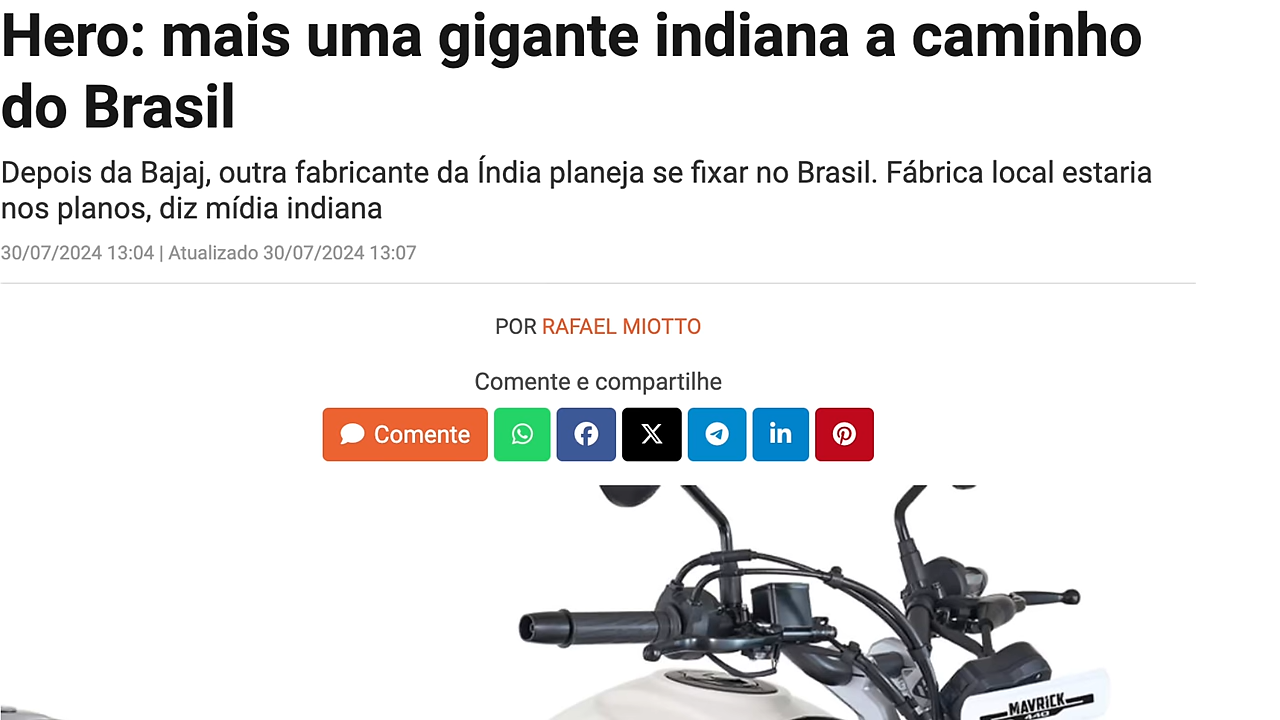 Hero: mais uma gigante indiana a caminho
do Brasil
Depois da Bajaj, outra fabricante da Índia planeja se fixar no Brasil. Fábrica local estaria
nos planos, diz mídia indiana
30/07/2024 13:04 | Atualizado 30/07/2024 13:07
POR RAFAEL MIOTTO
Comente e compartilhe
Comente
MAVRICK
440